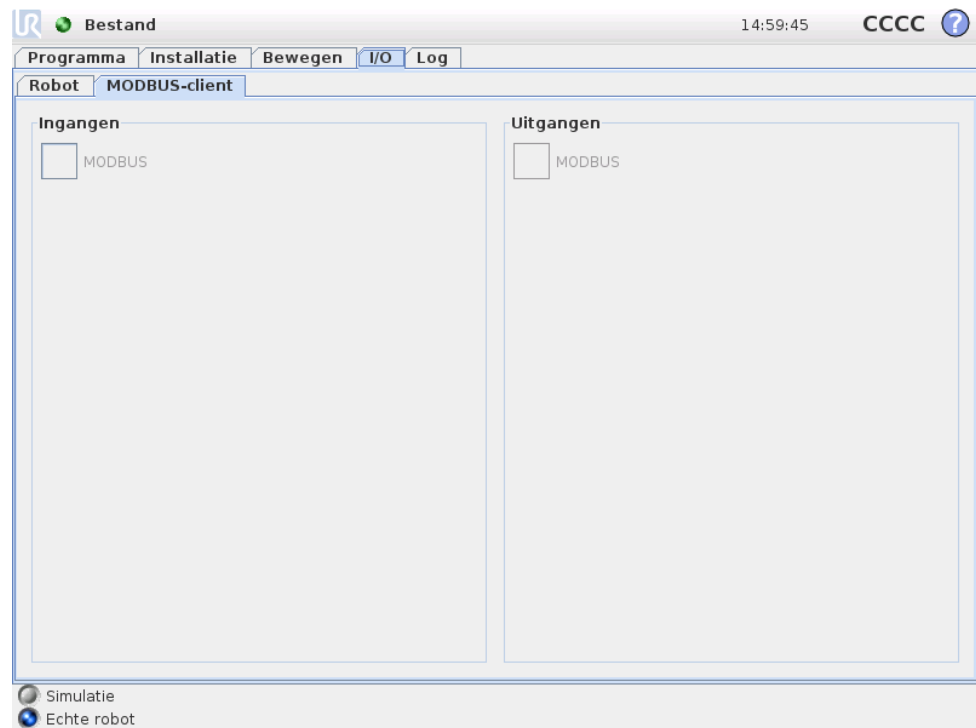 UR Bestand 14:59:45 CCCC ?
Programma Installatie Bewegen I/O Log
Robot MODBUS-client
Ingangen Uitgangen
MODBUS MODBUS
Simulatie
Echte robot